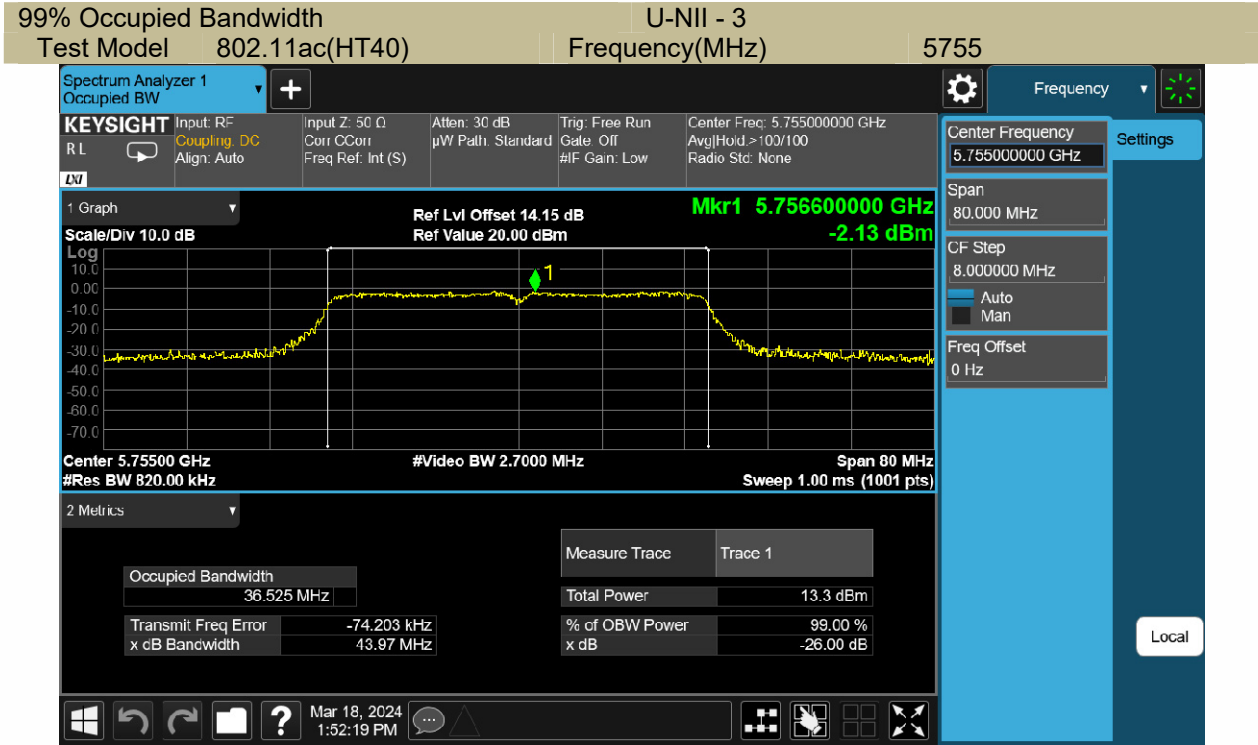 99% Occupied Bandwidth U-NII - 3
Test Model 802.11ac(HT40) Frequency(MHz) 5755
Spectrum Analyzer 1
Occupied BW
+
Frequency
KEYSIGHT
R L
LXI
Input: RF
Coupling: DC
Align: Auto
Input Z: 50 Ω
Corr CCorr
Freq Ref: Int (S)
Atten: 30 dB
µW Path: Standard
Trig: Free Run
Gate: Off
#IF Gain: Low
Center Freq: 5.755000000 GHz
Avg|Hold:>100/100
Radio Std: None
Center Frequency
5.755000000 GHz
Settings
Span
80.000 MHz
CF Step
8.000000 MHz
Auto
Man
Freq Offset
0 Hz
Local
1 Graph
Scale/Div 10.0 dB
Ref Lvl Offset 14.15 dB
Ref Value 20.00 dBm
Mkr1 5.756600000 GHz
-2.13 dBm
Log
10.0
0.00
-10.0
-20.0
-30.0
-40.0
-50.0
-60.0
-70.0
1
Center 5.75500 GHz #Video BW 2.7000 MHz Span 80 MHz
#Res BW 820.00 kHz Sweep 1.00 ms (1001 pts)
2 Metrics
Measure Trace Trace 1
Occupied Bandwidth
36.525 MHz
Total Power 13.3 dBm
Transmit Freq Error -74.203 kHz
% of OBW Power 99.00 %
x dB Bandwidth 43.97 MHz
x dB -26.00 dB
?
Mar 18, 2024
1:52:19 PM